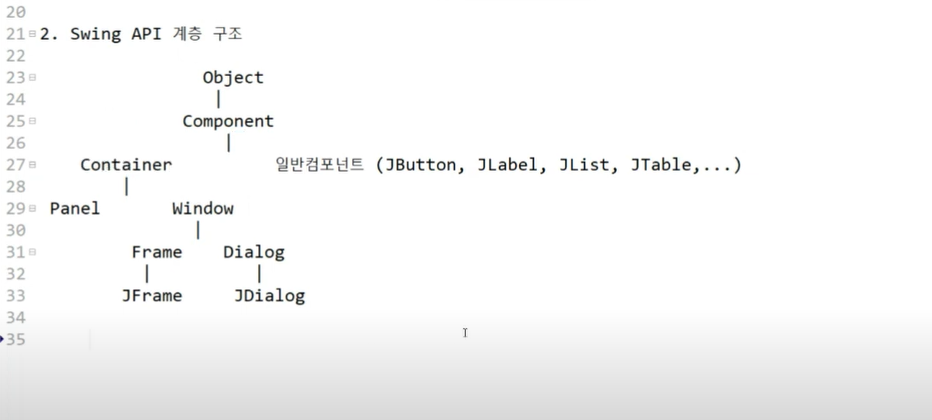 20
21 2. Swing API 계층 구조
22
23 Object
24 |
25 Component
26 |
27 Container 일반컴포넌트 (JButton, JLabel, JList, JTable,...)
28 |
29 Panel Window
30 |
31 Frame Dialog
32 | |
33 JFrame JDialog
34
35